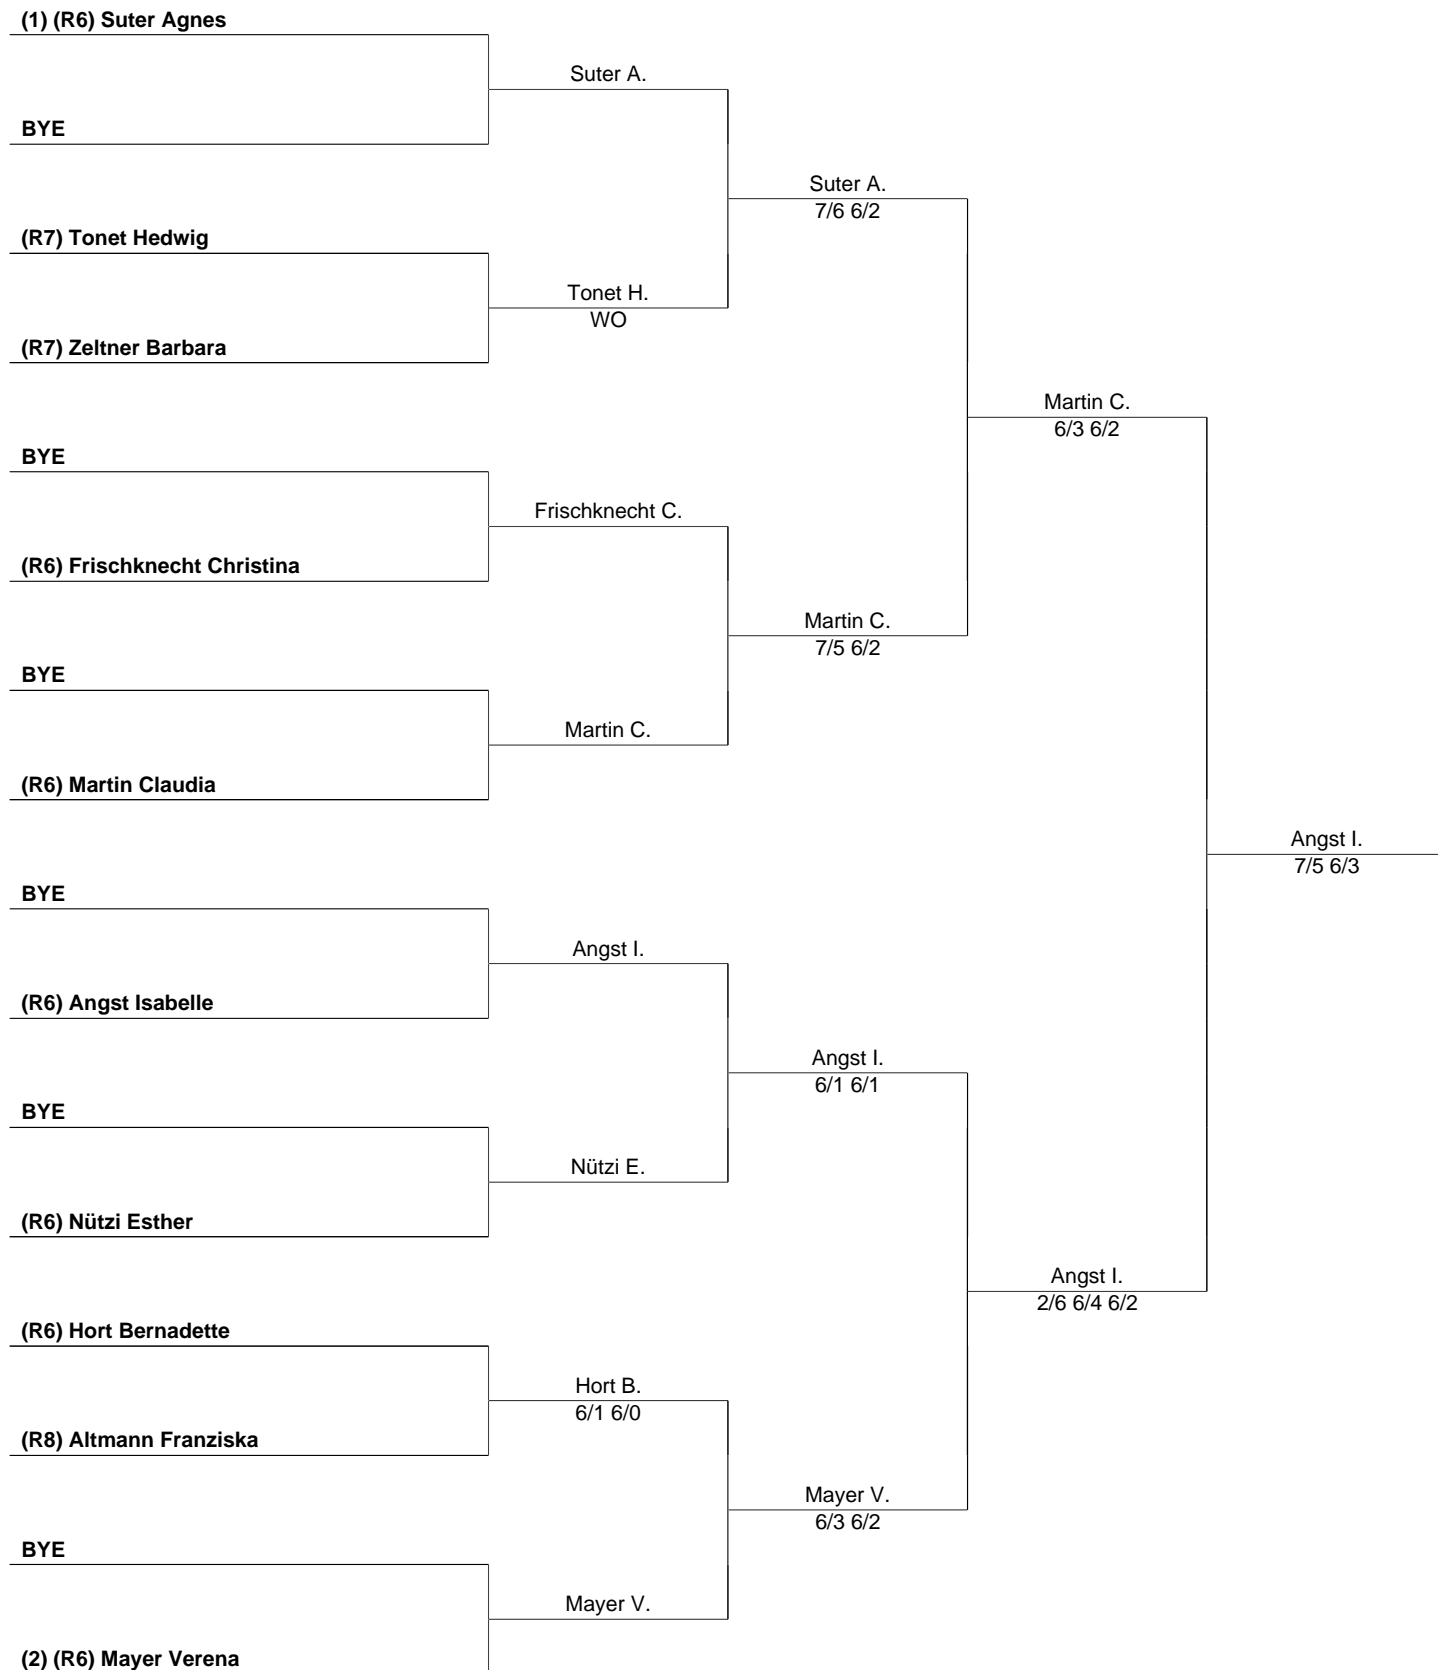 (1) (R6) Suter Agnes
Suter A.
BYE
Suter A.
7/6 6/2
(R7) Tonet Hedwig
Tonet H.
WO
(R7) Zeltner Barbara
Martin C.
6/3 6/2
BYE
Frischknecht C.
(R6) Frischknecht Christina
Martin C.
7/5 6/2
BYE
Martin C.
(R6) Martin Claudia
Angst I.
7/5 6/3
BYE
Angst I.
(R6) Angst Isabelle
Angst I.
6/1 6/1
BYE
Nützi E.
(R6) Nützi Esther
Angst I.
2/6 6/4 6/2
(R6) Hort Bernadette
Hort B.
6/1 6/0
(R8) Altmann Franziska
Mayer V.
6/3 6/2
BYE
Mayer V.
(2) (R6) Mayer Verena